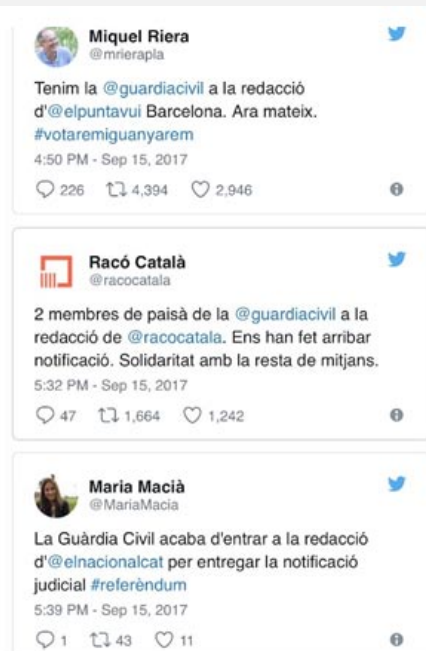 Miquel Riera
@mrierapla
Tenim la @guardiacivil a la redacció
d'@elpuntavui Barcelona. Ara mateix.
#votaremiguanyarem
4:50 PM - Sep 15, 2017
226 4,394 2,946
Racó Català
@racocatala
2 membres de paisà de la @guardiacivil a la
redacció de @racocatala. Ens han fet arribar
notificació. Solidaritat amb la resta de mitjans.
5:32 PM - Sep 15, 2017
47 1,664 1,242
Maria Macià
@MariaMacia
La Guàrdia Civil acaba d'entrar a la redacció
d'@elnacionalcat per entregar la notificació
judicial #referèndum
5:39 PM - Sep 15, 2017
1 43 11